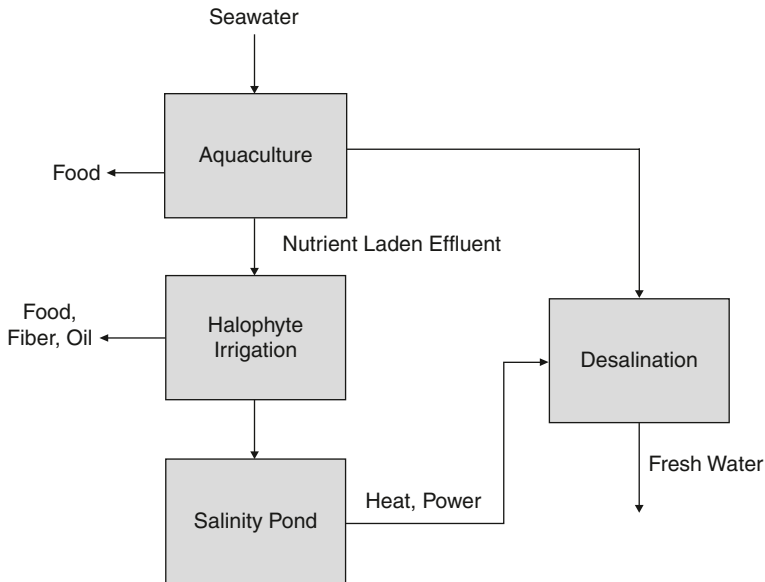 Seawater
Aquaculture
Food
Nutrient Laden Effluent
Food,
Fiber, Oil
Halophyte
Irrigation
Desalination
Fresh Water
Heat, Power
Salinity Pond